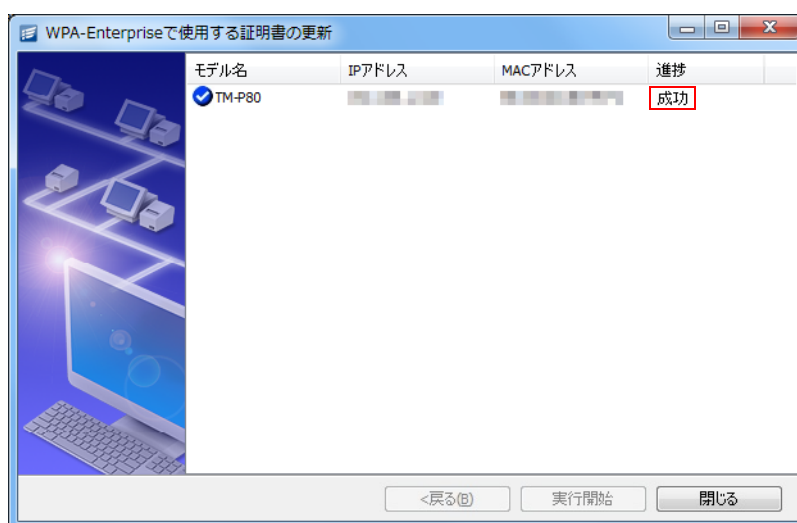 WPA-Enterpriseで使用する証明書の更新
モデル名 IPアドレス MACアドレス 進捗
TM-P80 成功
<戻る(B) 実行開始 閉じる